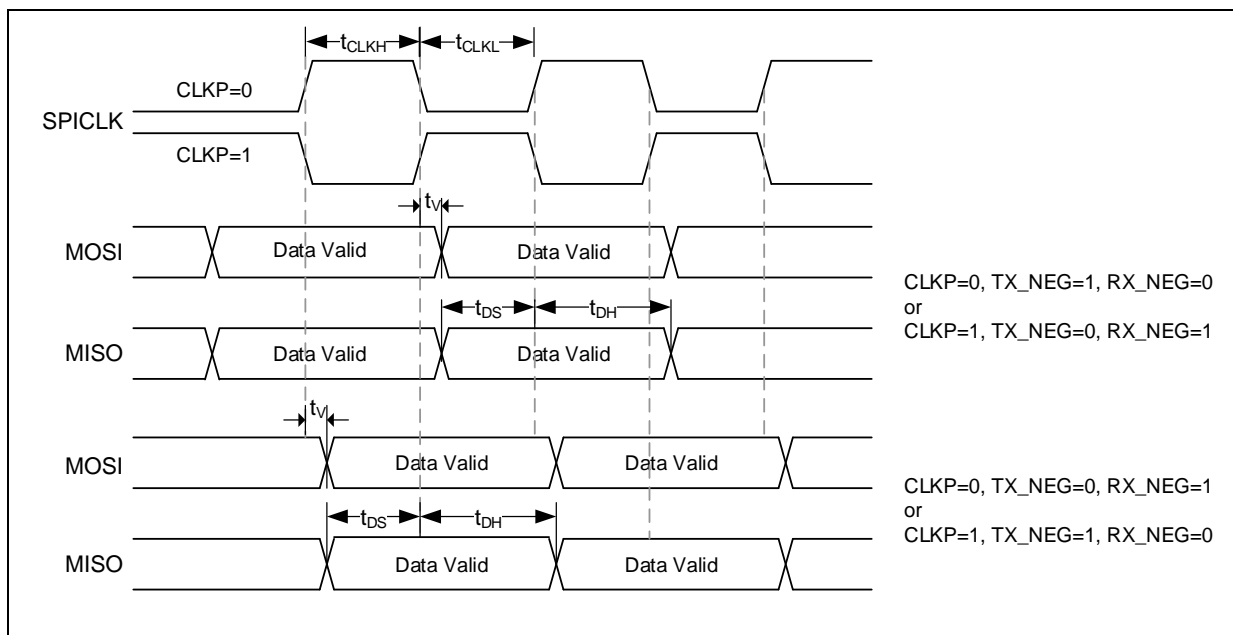 tCLKH
tCLKL
CLKP=0
SPICLK
CLKP=1
tV
MOSI
Data Valid
Data Valid
CLKP=0, TX_NEG=1, RX_NEG=0
or
CLKP=1, TX_NEG=0, RX_NEG=1
tDS
tDH
MISO
Data Valid
Data Valid
tV
MOSI
Data Valid
Data Valid
CLKP=0, TX_NEG=0, RX_NEG=1
or
CLKP=1, TX_NEG=1, RX_NEG=0
tDS
tDH
MISO
Data Valid
Data Valid